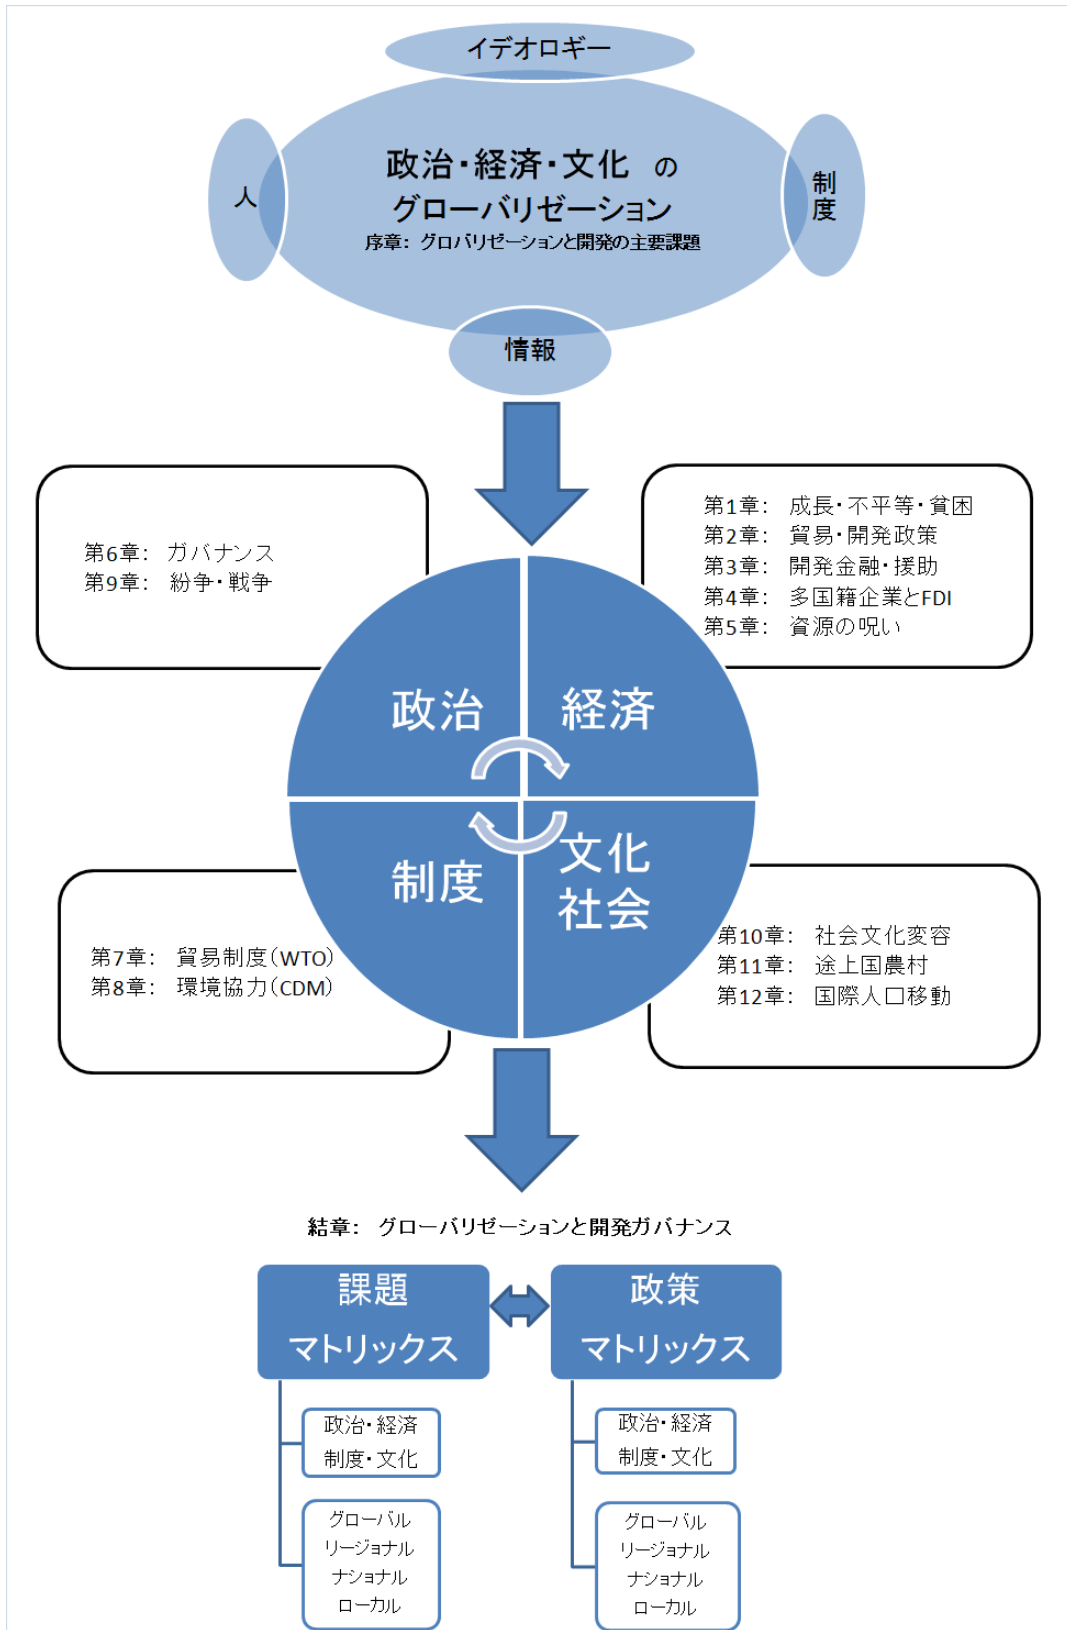 イデオロギー
政治・経済・文化 の
グローバリゼーション
序章： グロバリゼーションと開発の主要課題
人
制度
情報
第6章： ガバナンス
第9章： 紛争・戦争
第1章： 成長・不平等・貧困
第2章： 貿易・開発政策
第3章： 開発金融・援助
第4章： 多国籍企業とFDI
第5章： 資源の呪い
政治
経済
制度
文化
社会
第7章： 貿易制度（WTO）
第8章： 環境協力（CDM）
第10章： 社会文化変容
第11章： 途上国農村
第12章： 国際人口移動
結章： グローバリゼーションと開発ガバナンス
課題
マトリックス
政策
マトリックス
政治・経済
制度・文化
グローバル
リージョナル
ナショナル
ローカル
政治・経済
制度・文化
グローバル
リージョナル
ナショナル
ローカル